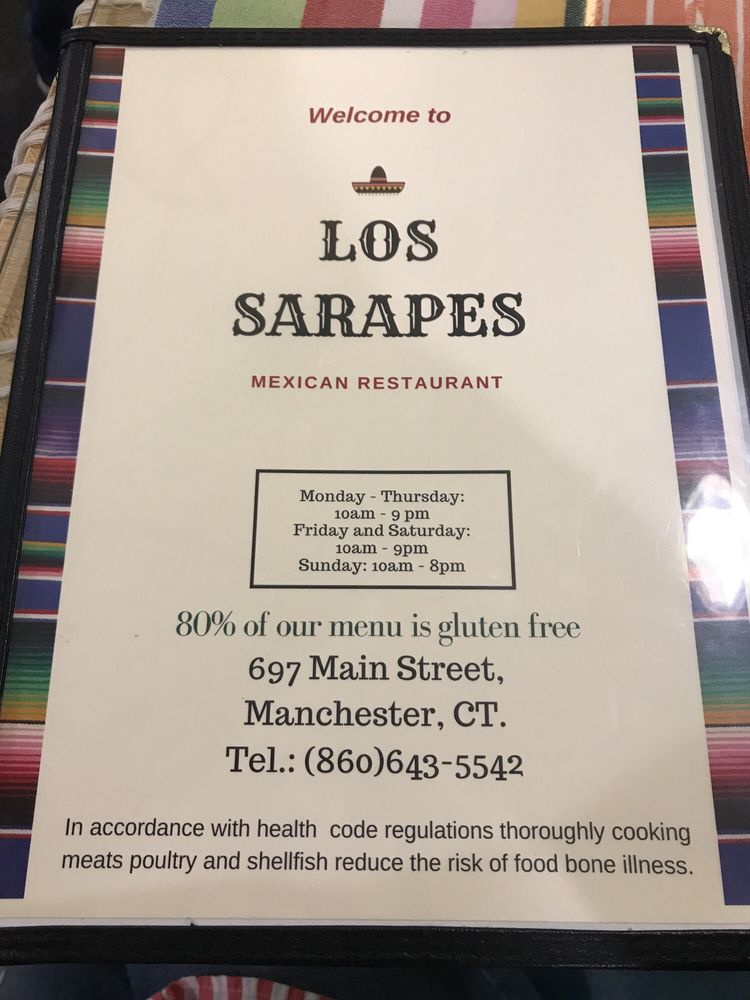 Welcome to
LOS
SARAPES
MEXICAN RESTAURANT
Monday - Thursday:
10am - 9 pm
Friday and Saturday:
10am - 9pm
Sunday: 10am - 8pm
80% of our menu is gluten free
697 Main Street,
Manchester, CT.
Tel.: (860)643-5542
In accordance with health code regulations thoroughly cooking
meats poultry and shellfish reduce the risk of food bone illness.